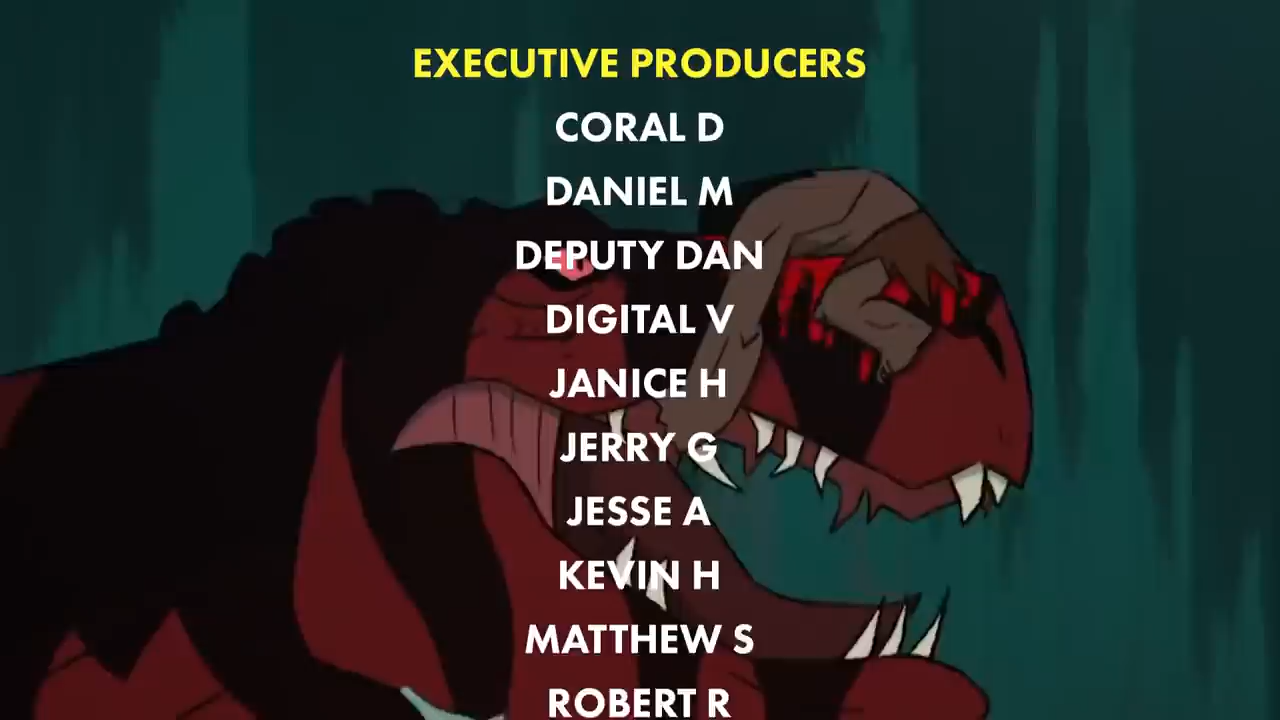 EXECUTIVE PRODUCERS
CORAL D
DANIEL M
DEPUTY DAN
DIGITAL V
JANICE H
JERRY G
JESSE A
KEVIN H
MATTHEW S
ROBERT R